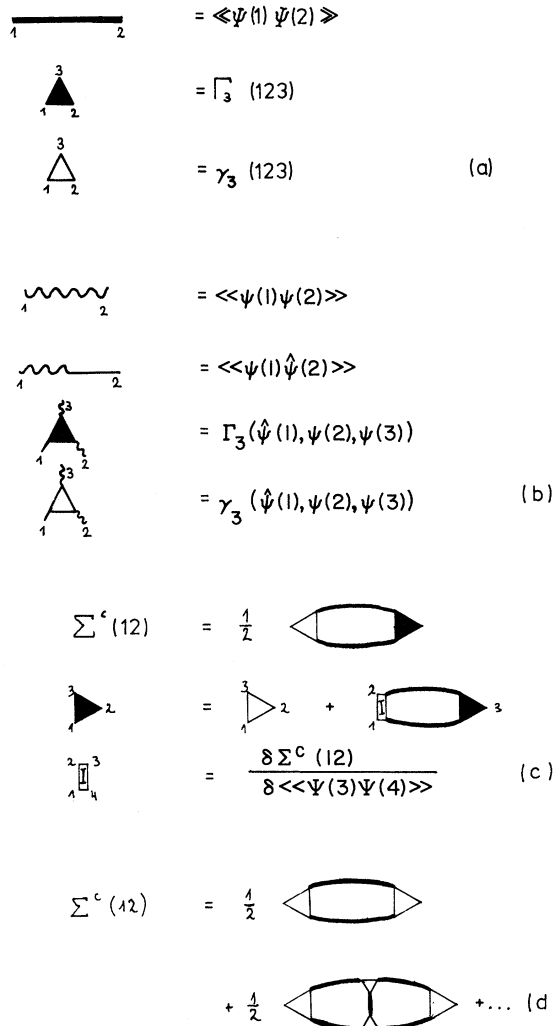 1 2 = ≪Ψ(1) Ψ(2)≫
3
1 2 = Γ₃ (123)
3
1 2 = γ₃ (123) (a)
1 2 = <<ψ(1)ψ(2)>>
1 2 = <<ψ(1)ψ̂(2)>>
3
1 2 = Γ₃(ψ̂(1),ψ(2),ψ(3))
3
1 2 = γ₃ (ψ̂(1),ψ(2),ψ(3)) (b)
Σᶜ(12) = 1/2
3 1 2 = 3 1 2 + 2 1 I 3
2 3 1 4 I = δΣᶜ(12) / δ<<Ψ(3)Ψ(4)>> (c)
Σᶜ(12) = 1/2
+ 1/2 +... (d